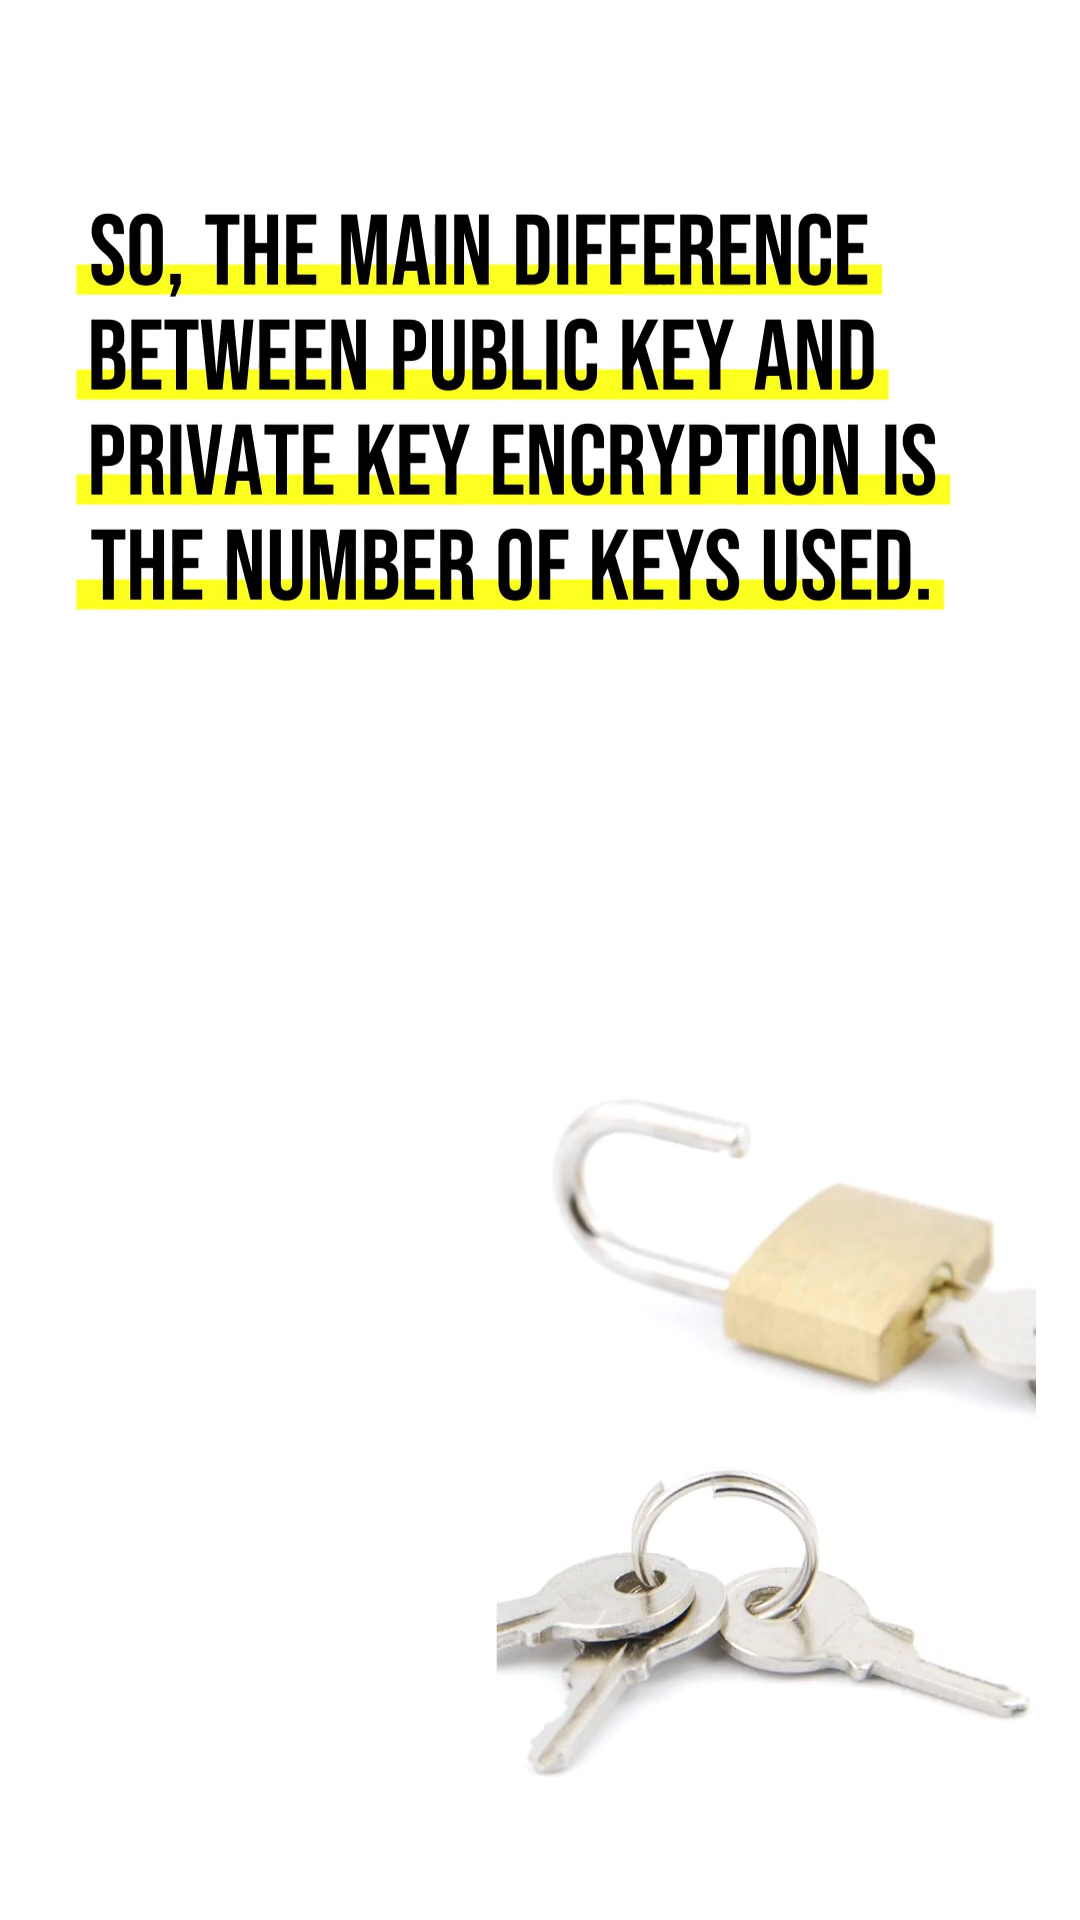 SO, THE MAIN DIFFERENCE
BETWEEN PUBLIC KEY AND
PRIVATE KEY ENCRYPTION IS
THE NUMBER OF KEYS USED.